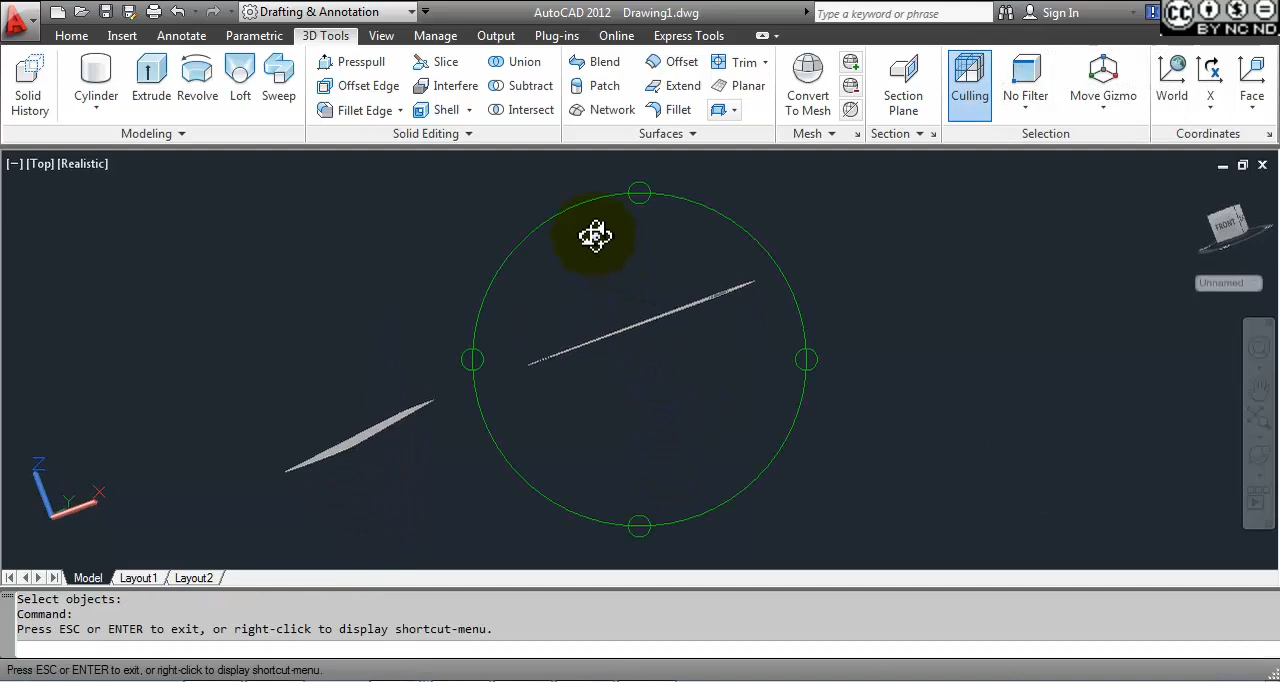 Drafting & Annotation
AutoCAD 2012 Drawing1.dwg
Type a keyword or phrase
Sign In
CC
BY NC ND
Home Insert Annotate Parametric 3D Tools View Manage Output Plug-ins Online Express Tools
Solid History
Cylinder
Extrude
Revolve
Loft
Sweep
Modeling
Presspull
Offset Edge
Fillet Edge
Slice
Interfere
Shell
Union
Subtract
Intersect
Solid Editing
Blend
Patch
Network
Offset
Extend
Fillet
Trim
Planar
Surfaces
Convert To Mesh
Mesh
Section Plane
Section
Culling
No Filter
Move Gizmo
Selection
World
X
Face
Coordinates
[−] [Top] [Realistic]
FRONT
Unnamed
Z
Y
X
Model Layout1 Layout2
Select objects:
Command:
Press ESC or ENTER to exit, or right-click to display shortcut-menu.
Press ESC or ENTER to exit, or right-click to display shortcut-menu.